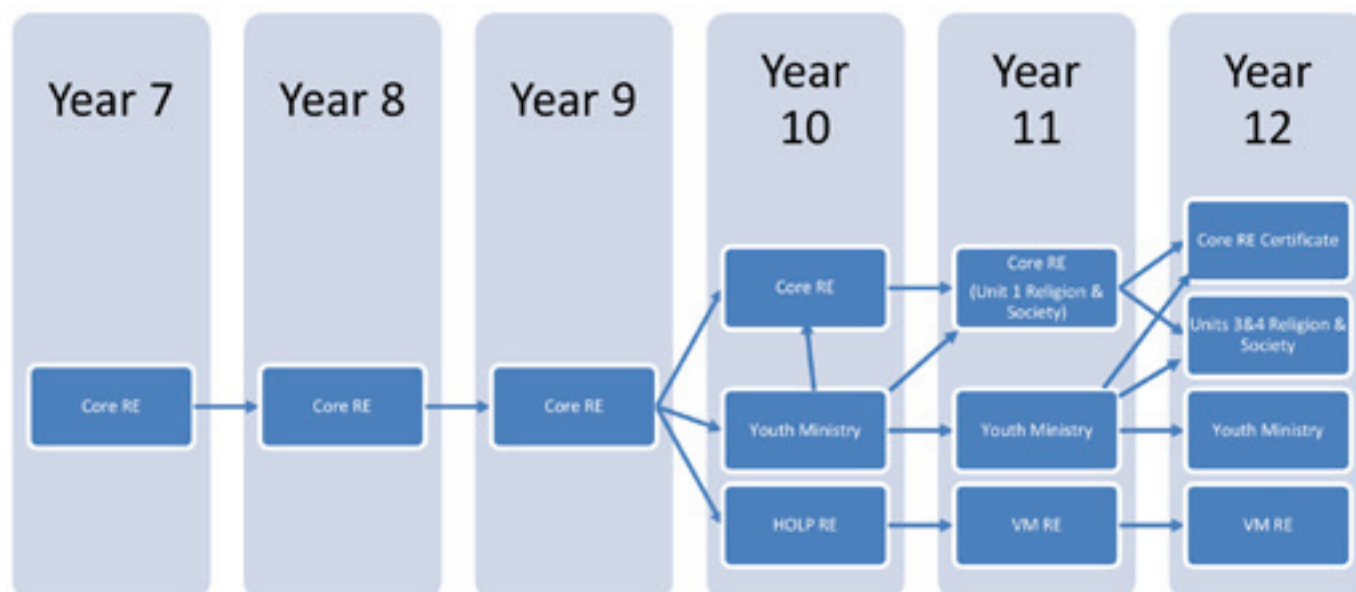 Year 7
Year 8
Year 9
Year
10
Year
11
Year
12
Core RE
Core RE
Core RE
Core RE
Youth Ministry
HOLP RE
Core RE
(Unit 1 Religion &
Society)
Youth Ministry
VM RE
Core RE Certificate
Units 3&4 Religion &
Society
Youth Ministry
VM RE